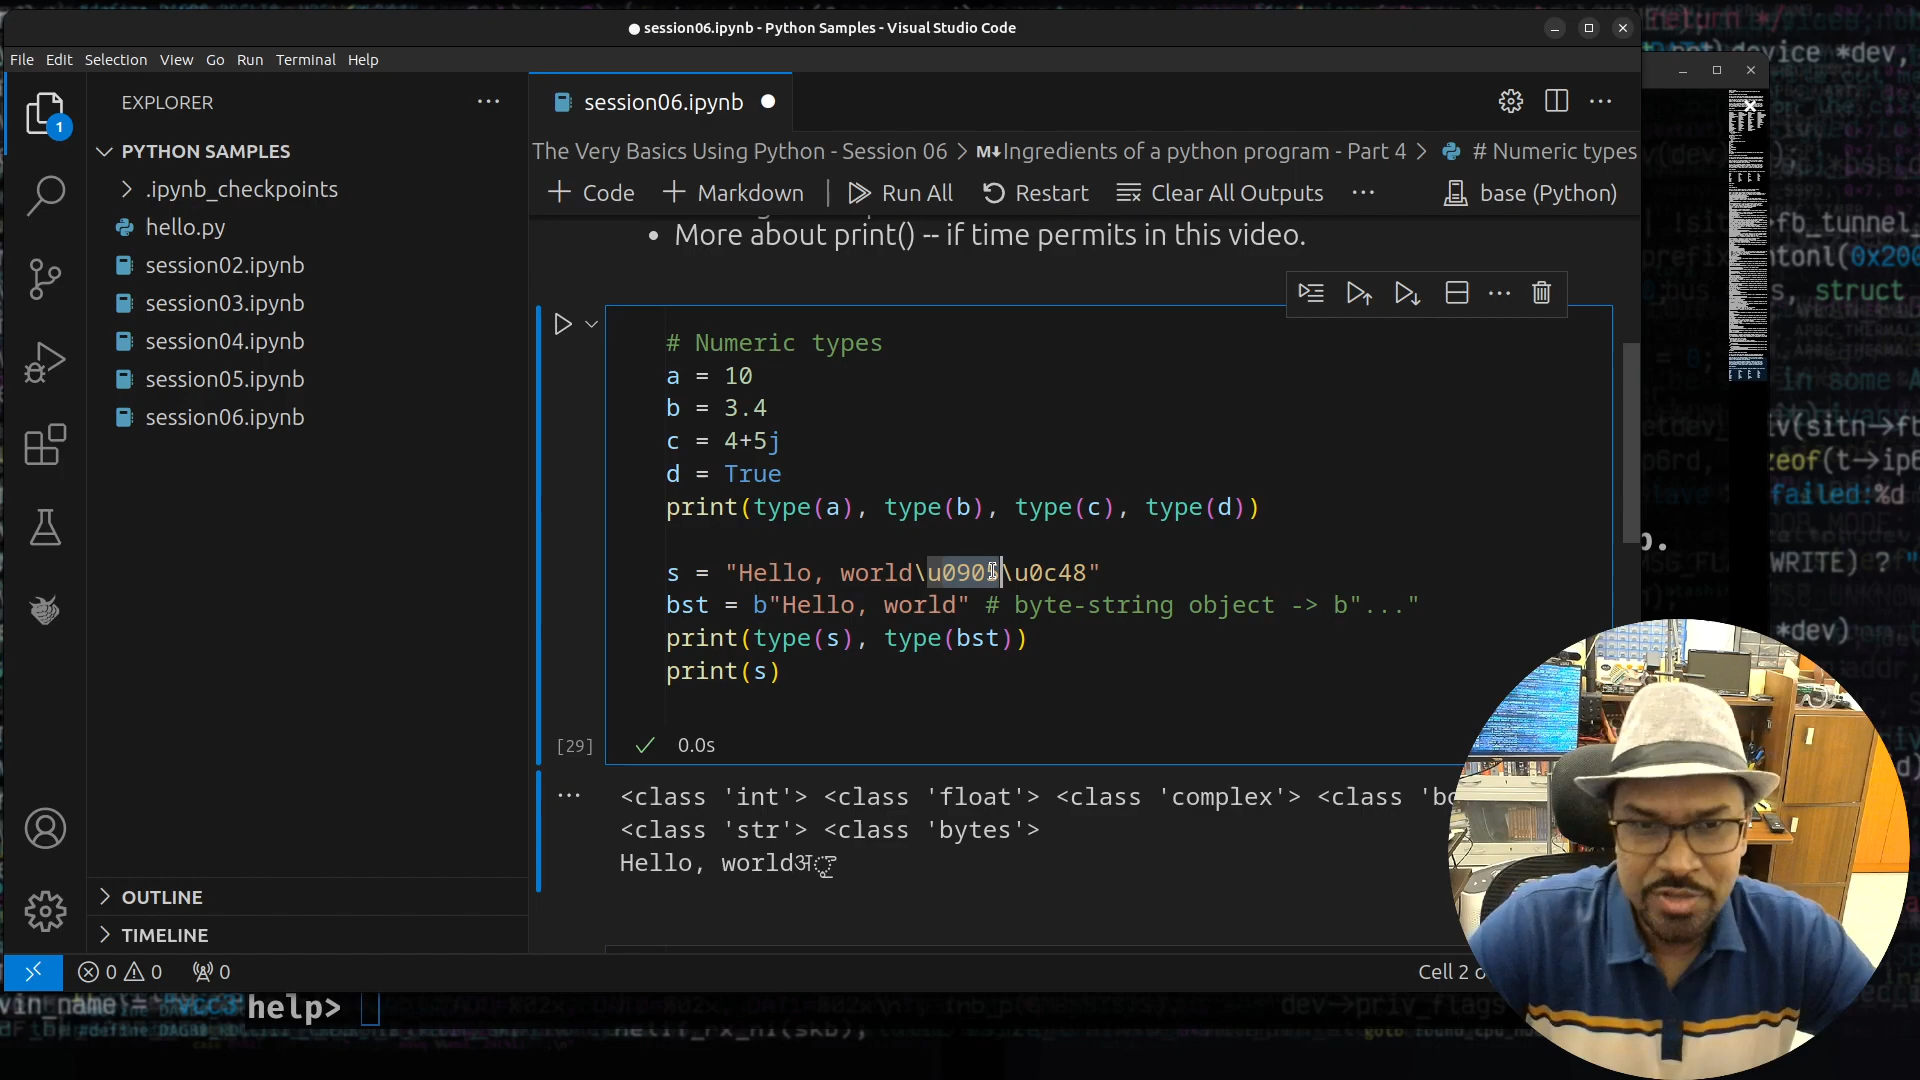 session06.ipynb - Python Samples - Visual Studio Code
File Edit Selection View Go Run Terminal Help
EXPLORER
1
PYTHON SAMPLES
.ipynb_checkpoints
hello.py
session02.ipynb
session03.ipynb
session04.ipynb
session05.ipynb
session06.ipynb
OUTLINE
TIMELINE
session06.ipynb
The Very Basics Using Python - Session 06 > M↓Ingredients of a python program - Part 4 > # Numeric types
+ Code + Markdown Run All Restart Clear All Outputs ... base (Python)
• More about print() -- if time permits in this video.
# Numeric types
a = 10
b = 3.4
c = 4+5j
d = True
print(type(a), type(b), type(c), type(d))
s = "Hello, world\u0905\u0c48"
bst = b"Hello, world" # byte-string object -> b"..."
print(type(s), type(bst))
print(s)
[29] 0.0s
<class 'int'> <class 'float'> <class 'complex'> <class 'bo
<class 'str'> <class 'bytes'>
Hello, worldअై
0 0 0
Cell 2 o
help>